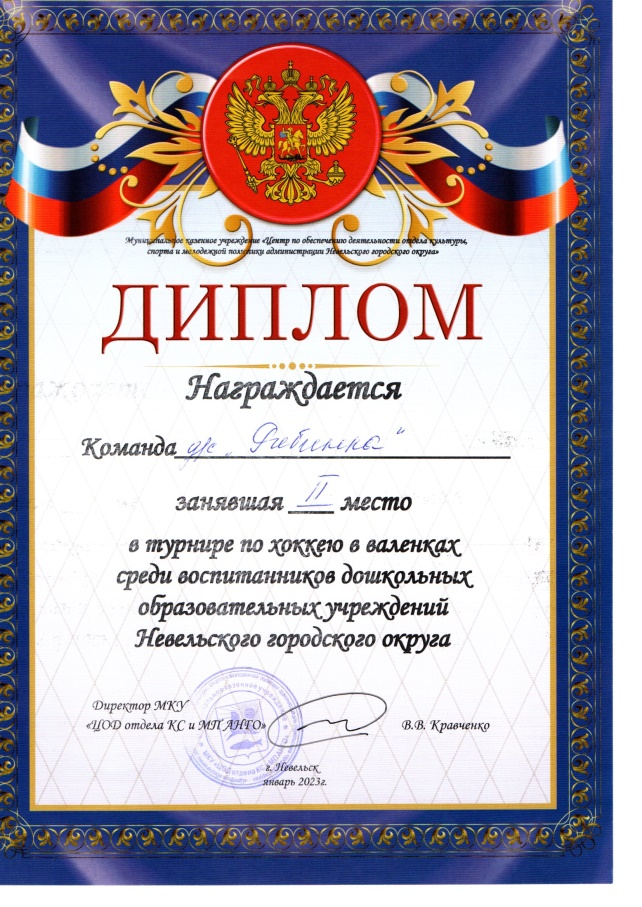 Муниципальное казенное учреждение «Центр по обеспечению деятельности отдела культуры,
спорта и молодежной политики администрации Невельского городского округа»
ДИПЛОМ
Награждается
Команда д/с „Рябинка"
занявшая II место
в турнире по хоккею в валенках
среди воспитанников дошкольных
образовательных учреждений
Невельского городского округа
Директор МКУ
«ЦОД отдела КС и МП АНГО»
В.В. Кравченко
г. Невельск
январь 2023г.